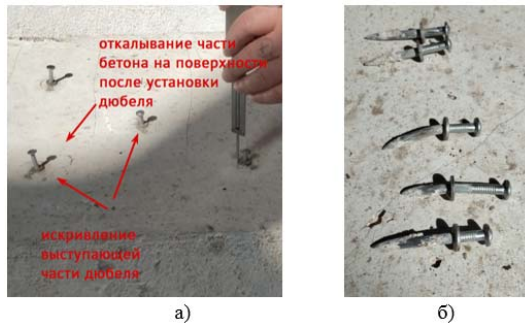 откалывание части
бетона на поверхности
после установки
дюбеля
искривление
выступающей
части дюбеля
а)
б)